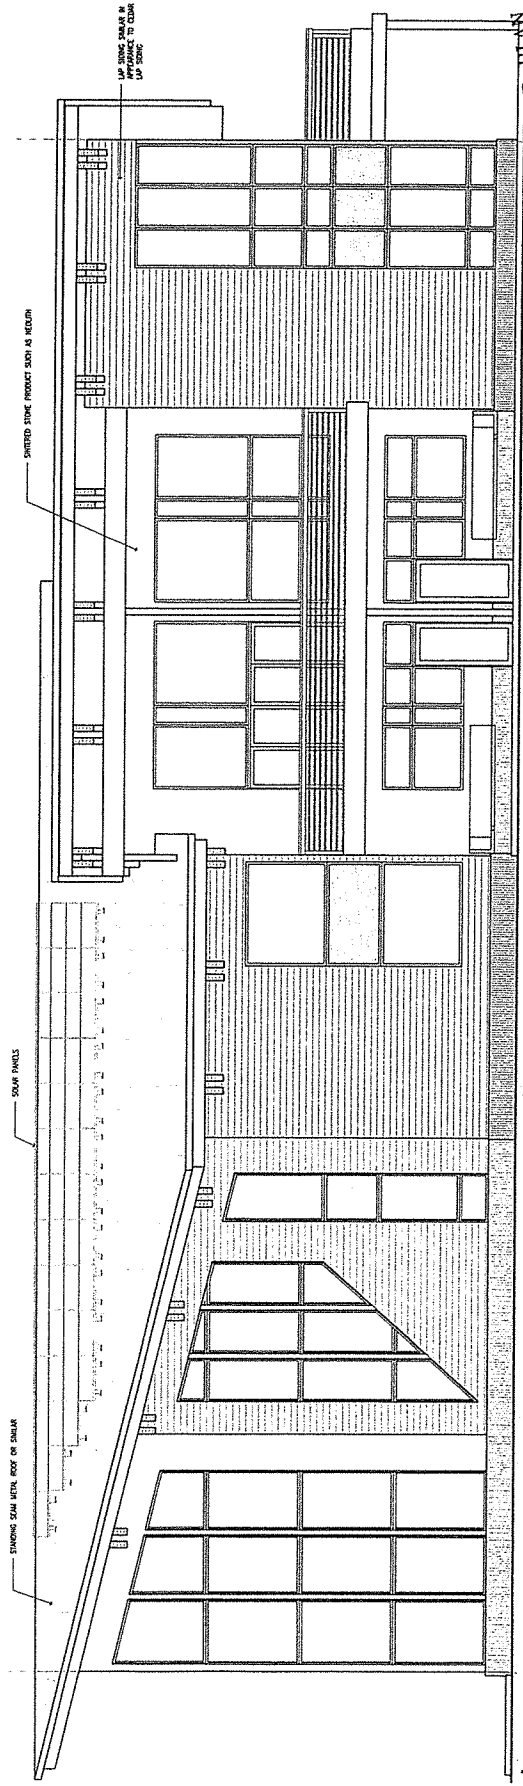 STANDING SEAM METAL ROOF OR SIMILAR
SOLAR PANELS
SINTERED STONE PRODUCT SUCH AS NEOLITH
LAP SIDING SIMILAR IN
APPEARANCE TO CEDAR
LAP SIDING